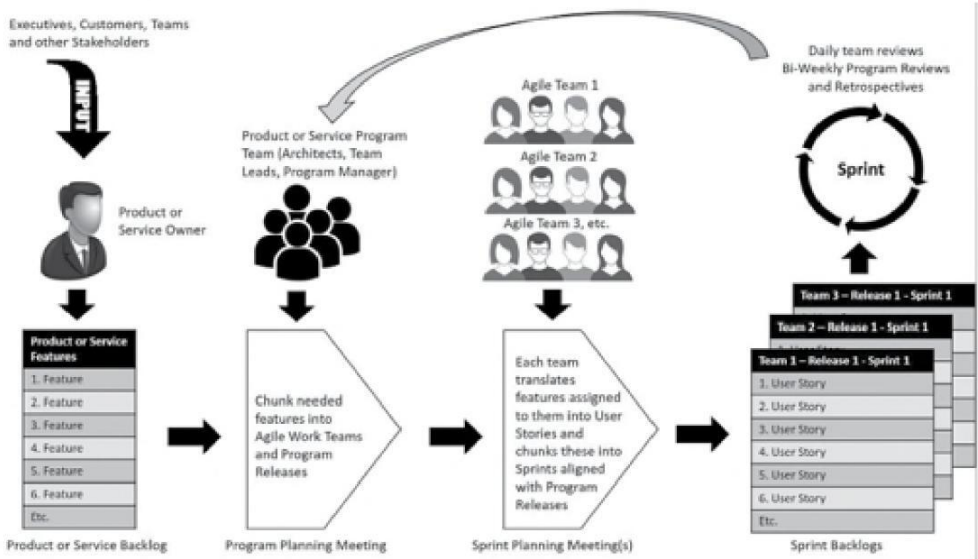 Executives, Customers, Teams
and other Stakeholders
INPUT
Product or
Service Owner
Product or Service
Features
1. Feature
2. Feature
3. Feature
4. Feature
5. Feature
6. Feature
Etc.
Product or Service Backlog
Product or Service Program
Team (Architects, Team
Leads, Program Manager)
Chunk needed
features into
Agile Work Teams
and Program
Releases
Program Planning Meeting
Agile Team 1
Agile Team 2
Agile Team 3, etc.
Each team
translates
features assigned
to them into User
Stories and
chunks these into
Sprints aligned
with Program
Releases
Sprint Planning Meeting(s)
Daily team reviews
Bi-Weekly Program Reviews
and Retrospectives
Sprint
Team 3 – Release 1 - Sprint 1
Team 2 – Release 1 - Sprint 1
Team 1 – Release 1 - Sprint 1
1. User Story
2. User Story
3. User Story
4. User Story
5. User Story
6. User Story
Etc.
Sprint Backlogs